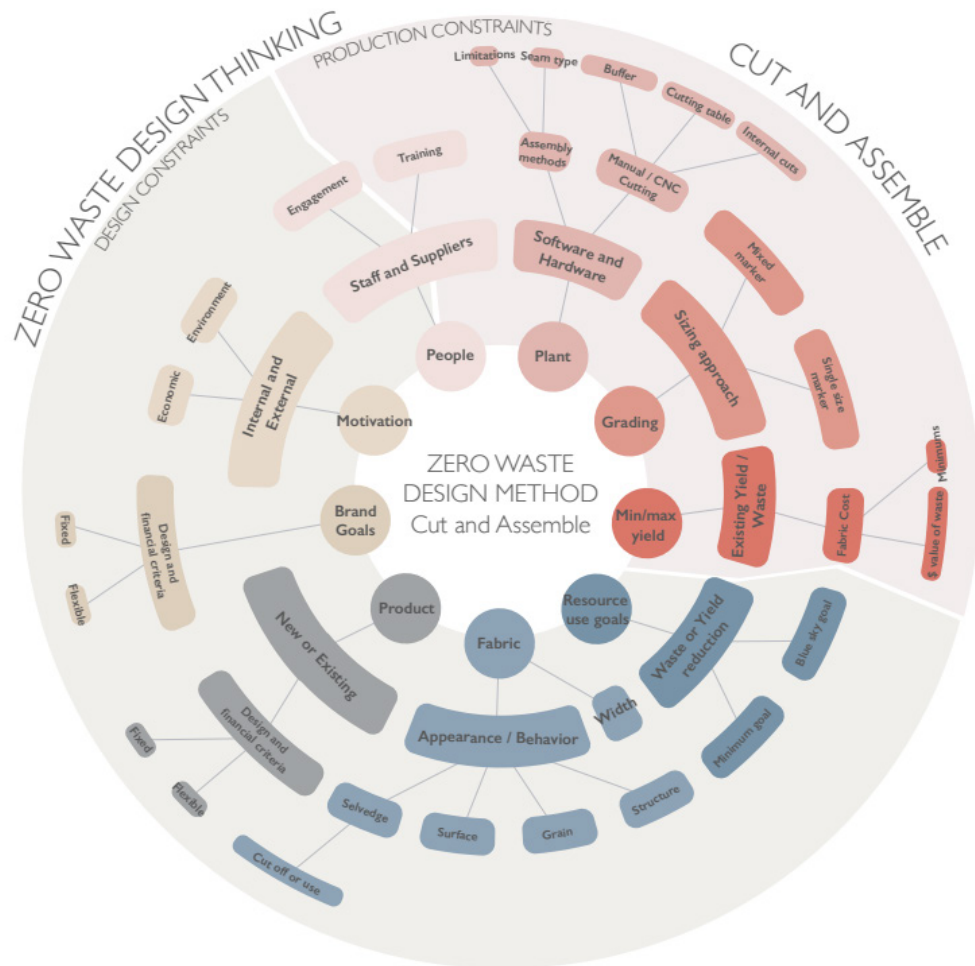 ZERO WASTE DESIGN THINKING
DESIGN CONSTRAINTS
PRODUCTION CONSTRAINTS
CUT AND ASSEMBLE
ZERO WASTE
DESIGN METHOD
Cut and Assemble
People
Staff and Suppliers
Engagement
Training
Plant
Software and
Hardware
Assembly
methods
Limitations
Seam type
Manual / CNC
Cutting
Buffer
Cutting table
Internal cuts
Grading
Sizing approach
Mixed
marker
Single size
marker
Min/max
yield
Existing Yield /
Waste
Fabric Cost
Minimums
$ value of waste
Resource
use goals
Waste or Yield
reduction
Blue sky goal
Minimum goal
Fabric
Width
Appearance / Behavior
Structure
Grain
Surface
Selvedge
Cut off or use
Product
New or Existing
Design and
financial criteria
Fixed
Flexible
Brand
Goals
Design and
financial criteria
Fixed
Flexible
Motivation
Internal and
External
Environment
Economic